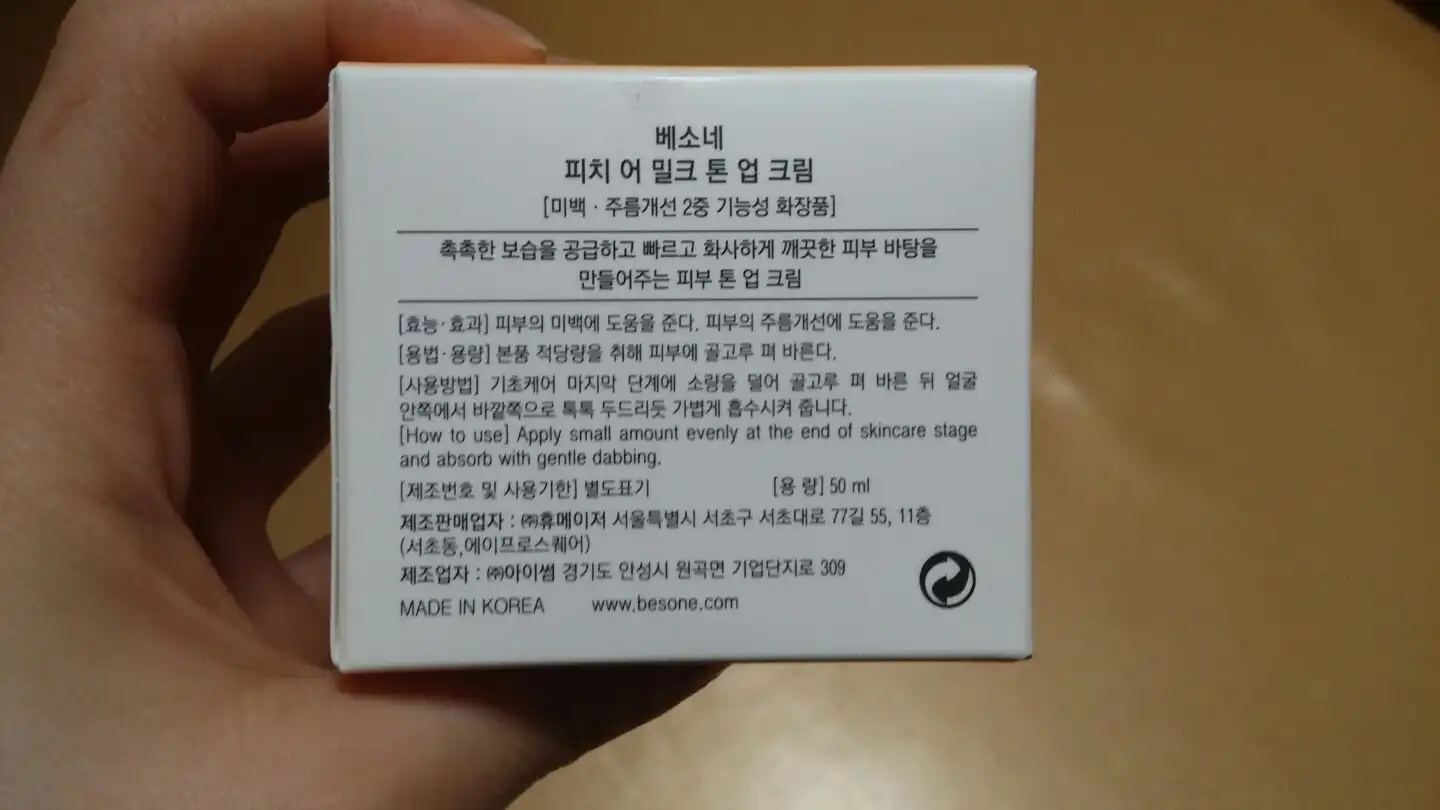 베소네
피치 어 밀크 톤 업 크림
[미백 · 주름개선 2중 기능성 화장품]
촉촉한 보습을 공급하고 빠르고 화사하게 깨끗한 피부 바탕을
만들어주는 피부 톤 업 크림
[효능·효과] 피부의 미백에 도움을 준다. 피부의 주름개선에 도움을 준다.
[용법·용량] 본품 적당량을 취해 피부에 골고루 펴 바른다.
[사용방법] 기초케어 마지막 단계에 소량을 덜어 골고루 펴 바른 뒤 얼굴
안쪽에서 바깥쪽으로 톡톡 두드리듯 가볍게 흡수시켜 줍니다.
[How to use] Apply small amount evenly at the end of skincare stage
and absorb with gentle dabbing.
[제조번호 및 사용기한] 별도표기 [용 량] 50 ml
제조판매업자 : ㈜휴메이저 서울특별시 서초구 서초대로 77길 55, 11층
(서초동,에이프로스퀘어)
제조업자 : ㈜아이썸 경기도 안성시 원곡면 기업단지로 309
MADE IN KOREA www.besone.com